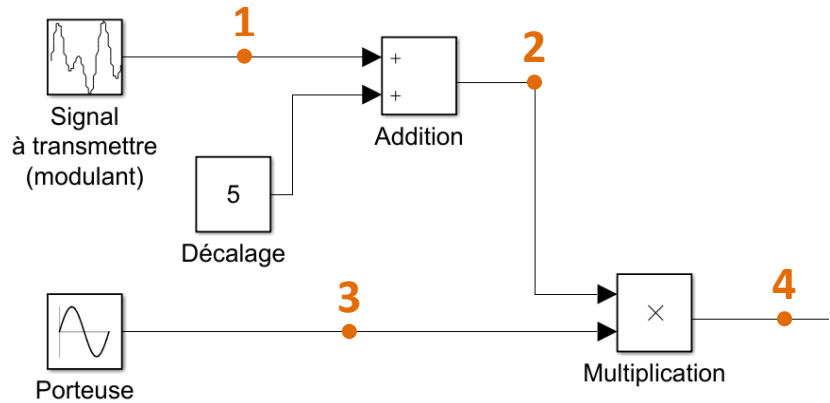 1
2
+
+
Addition
Signal
à transmettre
(modulant)
5
Décalage
3
4
×
Multiplication
Porteuse